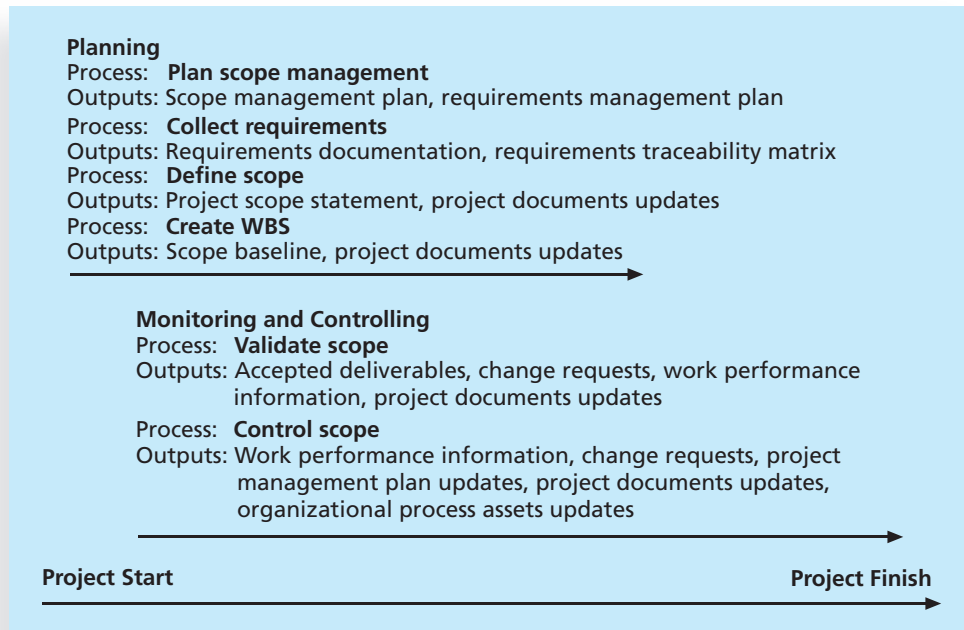 Planning
Process: Plan scope management
Outputs: Scope management plan, requirements management plan
Process: Collect requirements
Outputs: Requirements documentation, requirements traceability matrix
Process: Define scope
Outputs: Project scope statement, project documents updates
Process: Create WBS
Outputs: Scope baseline, project documents updates
Monitoring and Controlling
Process: Validate scope
Outputs: Accepted deliverables, change requests, work performance
information, project documents updates
Process: Control scope
Outputs: Work performance information, change requests, project
management plan updates, project documents updates,
organizational process assets updates
Project Start Project Finish